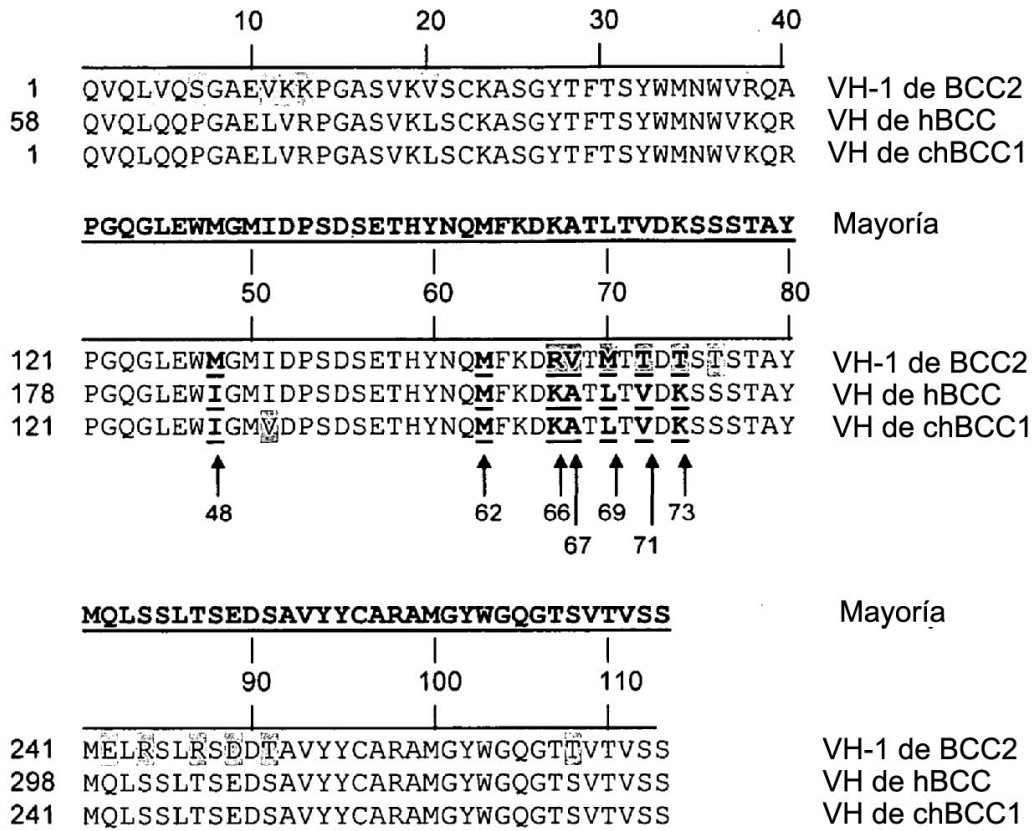 10 20 30 40
1 QVQLVQSGAEVKKPGASVKVSCKASGYTFTSYWMNWVRQA VH-1 de BCC2
58 QVQLQQPGAELVRPGASVKLSCKASGYTFTSYWMNWVKQR VH de hBCC
1 QVQLQQPGAELVRPGASVKLSCKASGYTFTSYWMNWVKQR VH de chBCC1
PGQGLEWMGMIDPSDSETHYNQMFKDKATLTVDKSSSTAY Mayoría
50 60 70 80
121 PGQGLEWMGMIDPSDSETHYNQMFKDRVTMTTDTSTSTAY VH-1 de BCC2
178 PGQGLEWIGMIDPSDSETHYNQMFKDKATLTVDKSSSTAY VH de hBCC
121 PGQGLEWIGMVDPSDSETHYNQMFKDKATLTVDKSSSTAY VH de chBCC1
48 62 66 69 73
67 71
MQLSSLTSEDSAVYYCARAMGYWGQGTSVTVSS Mayoría
90 100 110
241 MELRSLRSDDTAVYYCARAMGYWGQGTTVTVSS VH-1 de BCC2
298 MQLSSLTSEDSAVYYCARAMGYWGQGTSVTVSS VH de hBCC
241 MQLSSLTSEDSAVYYCARAMGYWGQGTSVTVSS VH de chBCC1